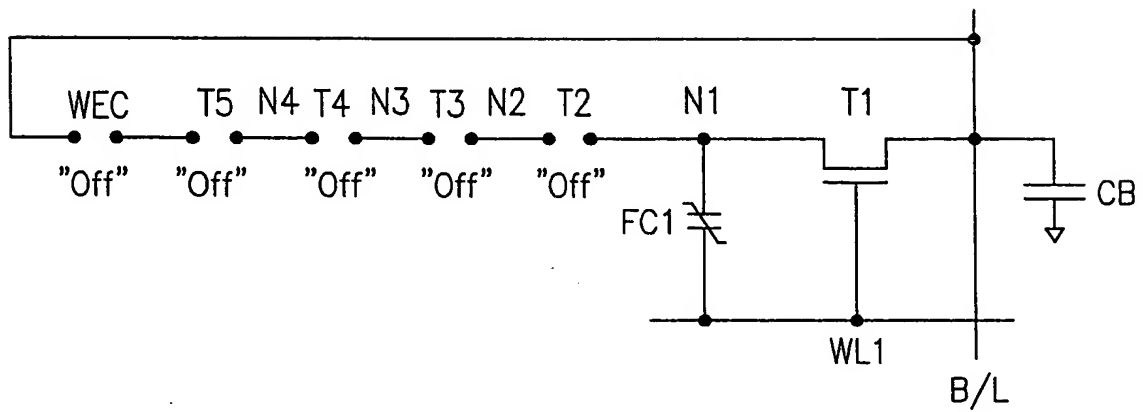 WEC T5 N4 T4 N3 T3 N2 T2 N1 T1
"Off" "Off" "Off" "Off" "Off"
CB
FC1
WL1
B/L